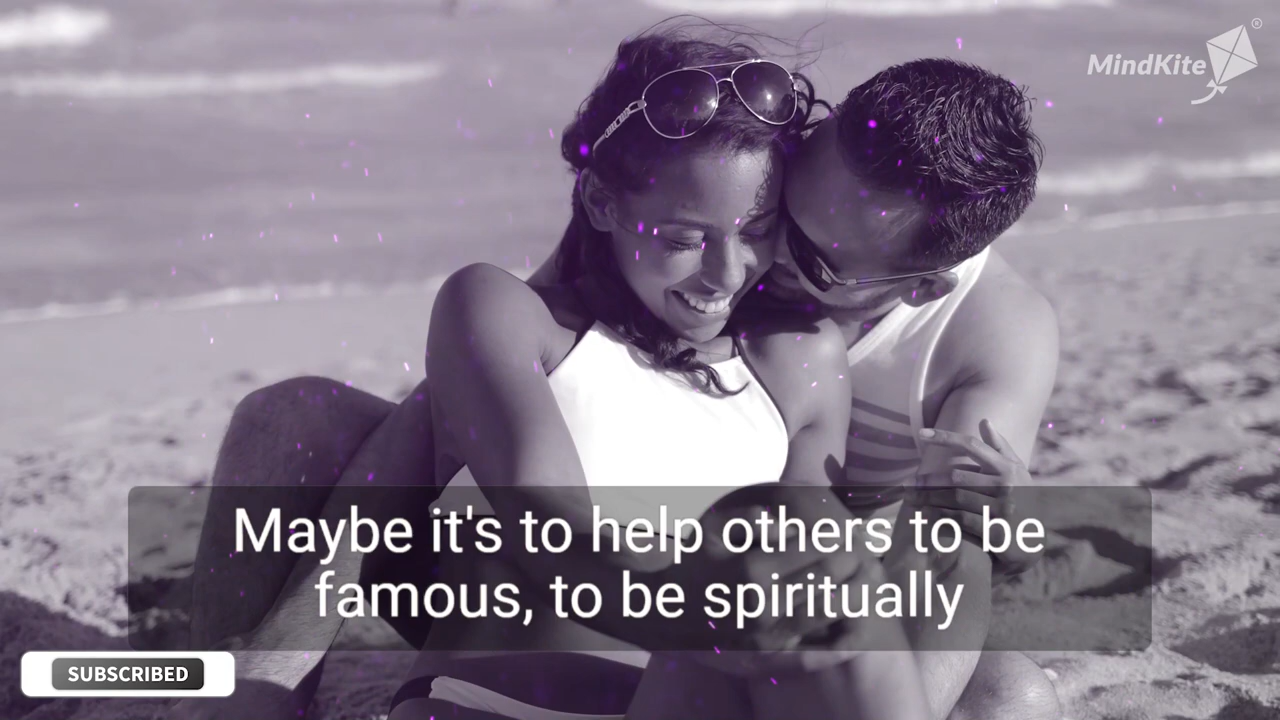 MindKite®
Maybe it's to help others to be
famous, to be spiritually
SUBSCRIBED